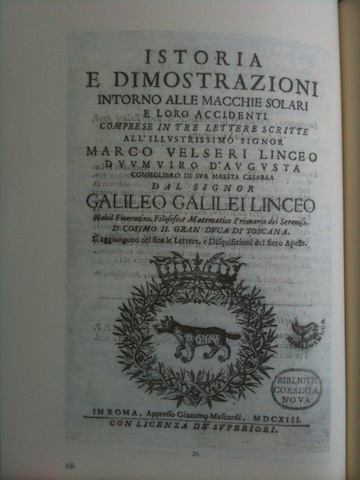 ISTORIA
E DIMOSTRAZIONI
INTORNO ALLE MACCHIE SOLARI
E LORO ACCIDENTI
COMPRESE IN TRE LETTERE SCRITTE
ALL'ILLVSTRISSIMO SIGNOR
MARCO VELSERI LINCEO
DVVMVIRO D'AVGVSTA
CONSIGLIERO DI SVA MAESTA CESAREA
DAL SIGNOR
GALILEO GALILEI LINCEO
Nobil Fiorentino, Filosofo, e Matematico Primario del Sereniss.
D. COSIMO II. GRAN DVCA DI TOSCANA.
Si aggiungono nel fine le Lettere, e Disquisizioni del finto Apelle.
BIBLIOT
CORSINIA
NOVA
IN ROMA, Appresso Giacomo Mascardi. MDCXIII.
CON LICENZA DE' SVPERIORI.
26
68